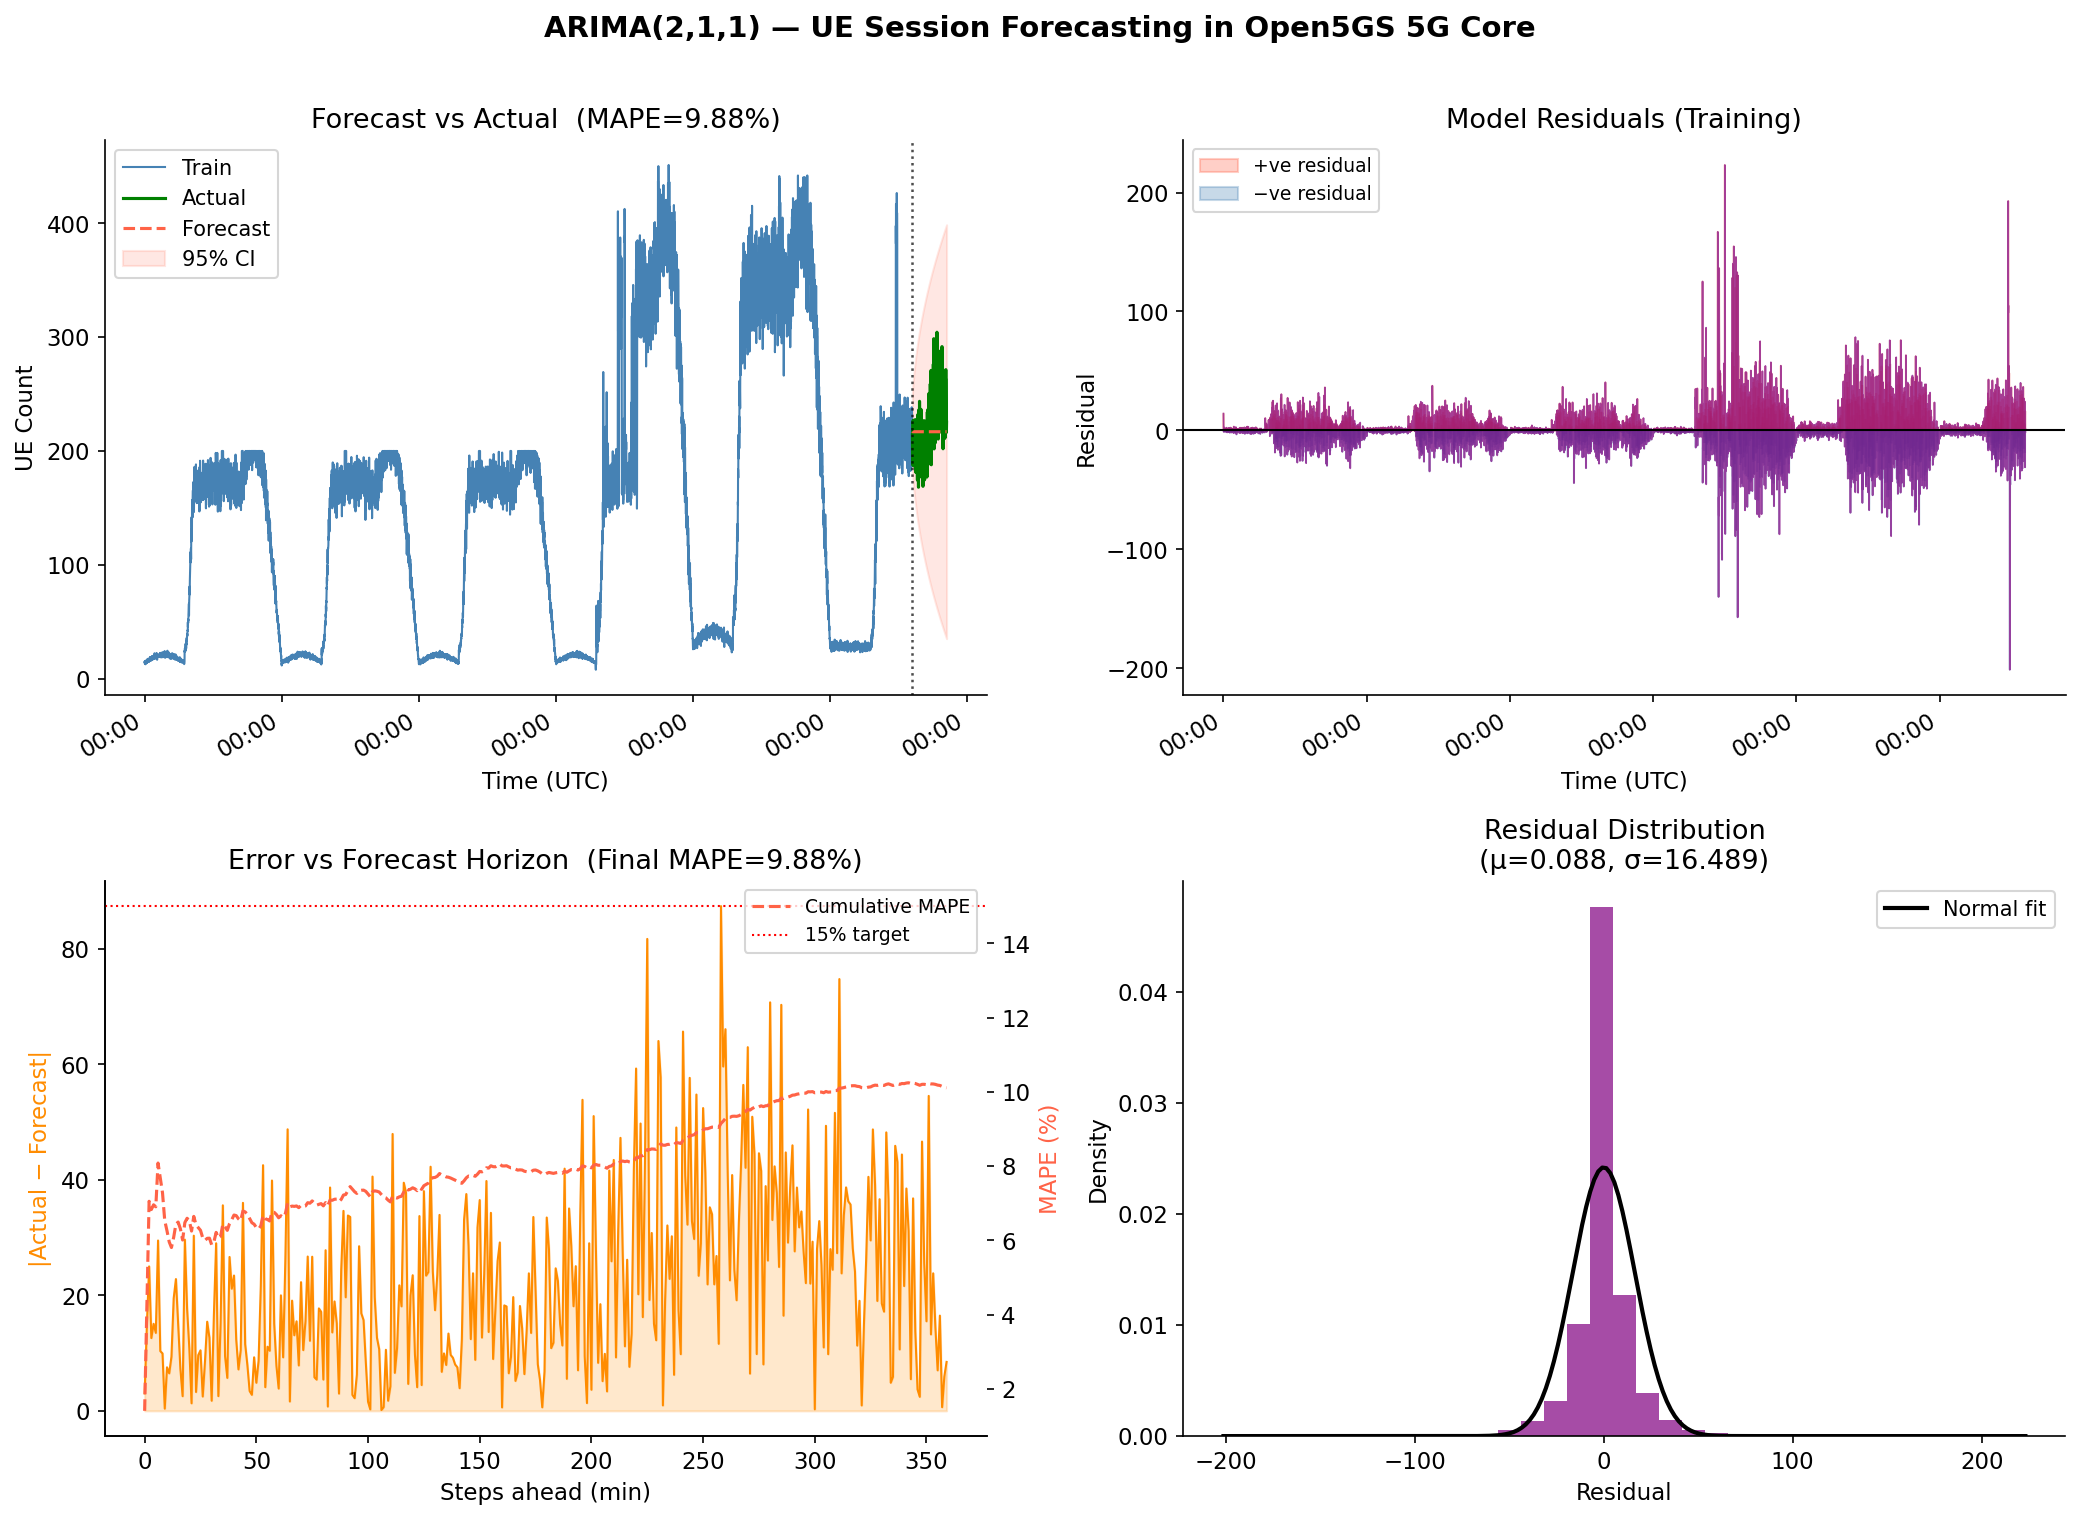 ARIMA(2,1,1) — UE Session Forecasting in Open5GS 5G Core
Forecast vs Actual  (MAPE=9.88%)
Train
Actual
Forecast
95% CI
UE Count
400
300
200
100
0
00:00 00:00 00:00 00:00 00:00 00:00 00:00
Time (UTC)
Model Residuals (Training)
+ve residual
−ve residual
Residual
200
100
0
−100
−200
00:00 00:00 00:00 00:00 00:00 00:00
Time (UTC)
Error vs Forecast Horizon  (Final MAPE=9.88%)
Cumulative MAPE
15% target
|Actual − Forecast|
80
60
40
20
0
MAPE (%)
14
12
10
8
6
4
2
0 50 100 150 200 250 300 350
Steps ahead (min)
Residual Distribution
(μ=0.088, σ=16.489)
Normal fit
Density
0.04
0.03
0.02
0.01
0.00
−200 −100 0 100 200
Residual